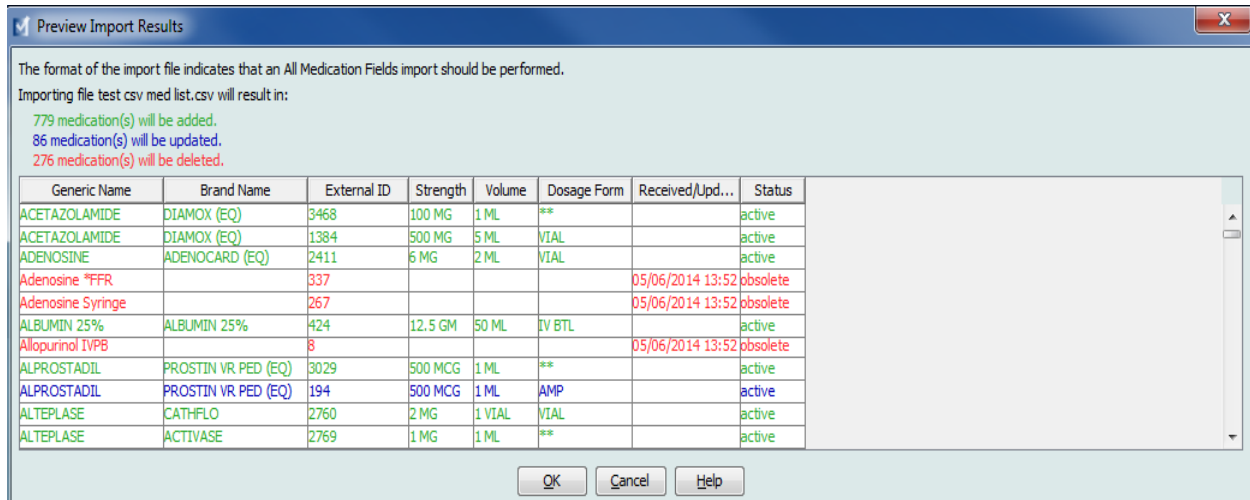 Preview Import Results
X
The format of the import file indicates that an All Medication Fields import should be performed.
Importing file test csv med list.csv will result in:
779 medication(s) will be added.
86 medication(s) will be updated.
276 medication(s) will be deleted.
Generic Name Brand Name External ID Strength Volume Dosage Form Received/Upd... Status
ACETAZOLAMIDE DIAMOX (EQ) 3468 100 MG 1 ML ** active
ACETAZOLAMIDE DIAMOX (EQ) 1384 500 MG 5 ML VIAL active
ADENOSINE ADENOCARD (EQ) 2411 6 MG 2 ML VIAL active
Adenosine *FFR 337 05/06/2014 13:52 obsolete
Adenosine Syringe 267 05/06/2014 13:52 obsolete
ALBUMIN 25% ALBUMIN 25% 424 12.5 GM 50 ML IV BTL active
Allopurinol IVPB 8 05/06/2014 13:52 obsolete
ALPROSTADIL PROSTIN VR PED (EQ) 3029 500 MCG 1 ML ** active
ALPROSTADIL PROSTIN VR PED (EQ) 194 500 MCG 1 ML AMP active
ALTEPLASE CATHFLO 2760 2 MG 1 VIAL VIAL active
ALTEPLASE ACTIVASE 2769 1 MG 1 ML ** active
OK Cancel Help